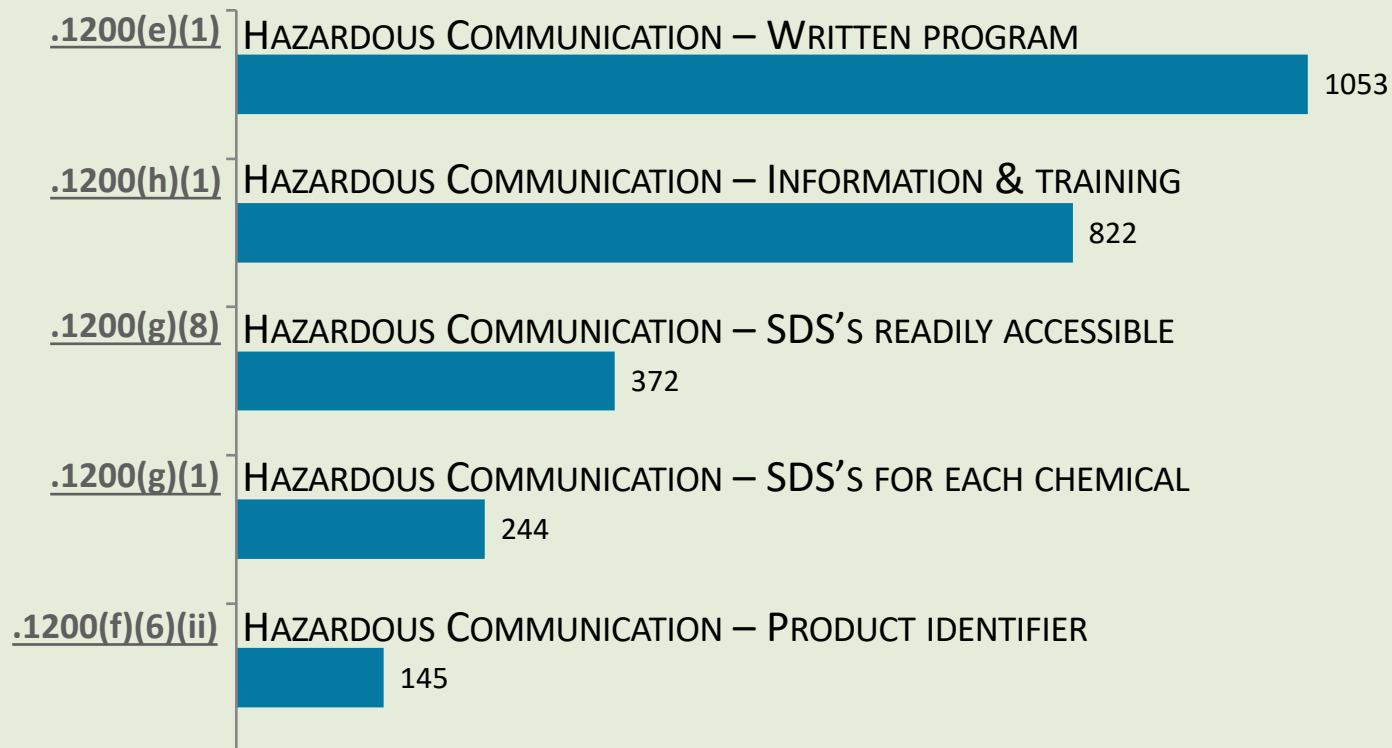 .1200(e)(1) Hazardous Communication – Written program
1053
.1200(h)(1) Hazardous Communication – Information & training
822
.1200(g)(8) Hazardous Communication – SDS’s readily accessible
372
.1200(g)(1) Hazardous Communication – SDS’s for each chemical
244
.1200(f)(6)(ii) Hazardous Communication – Product identifier
145